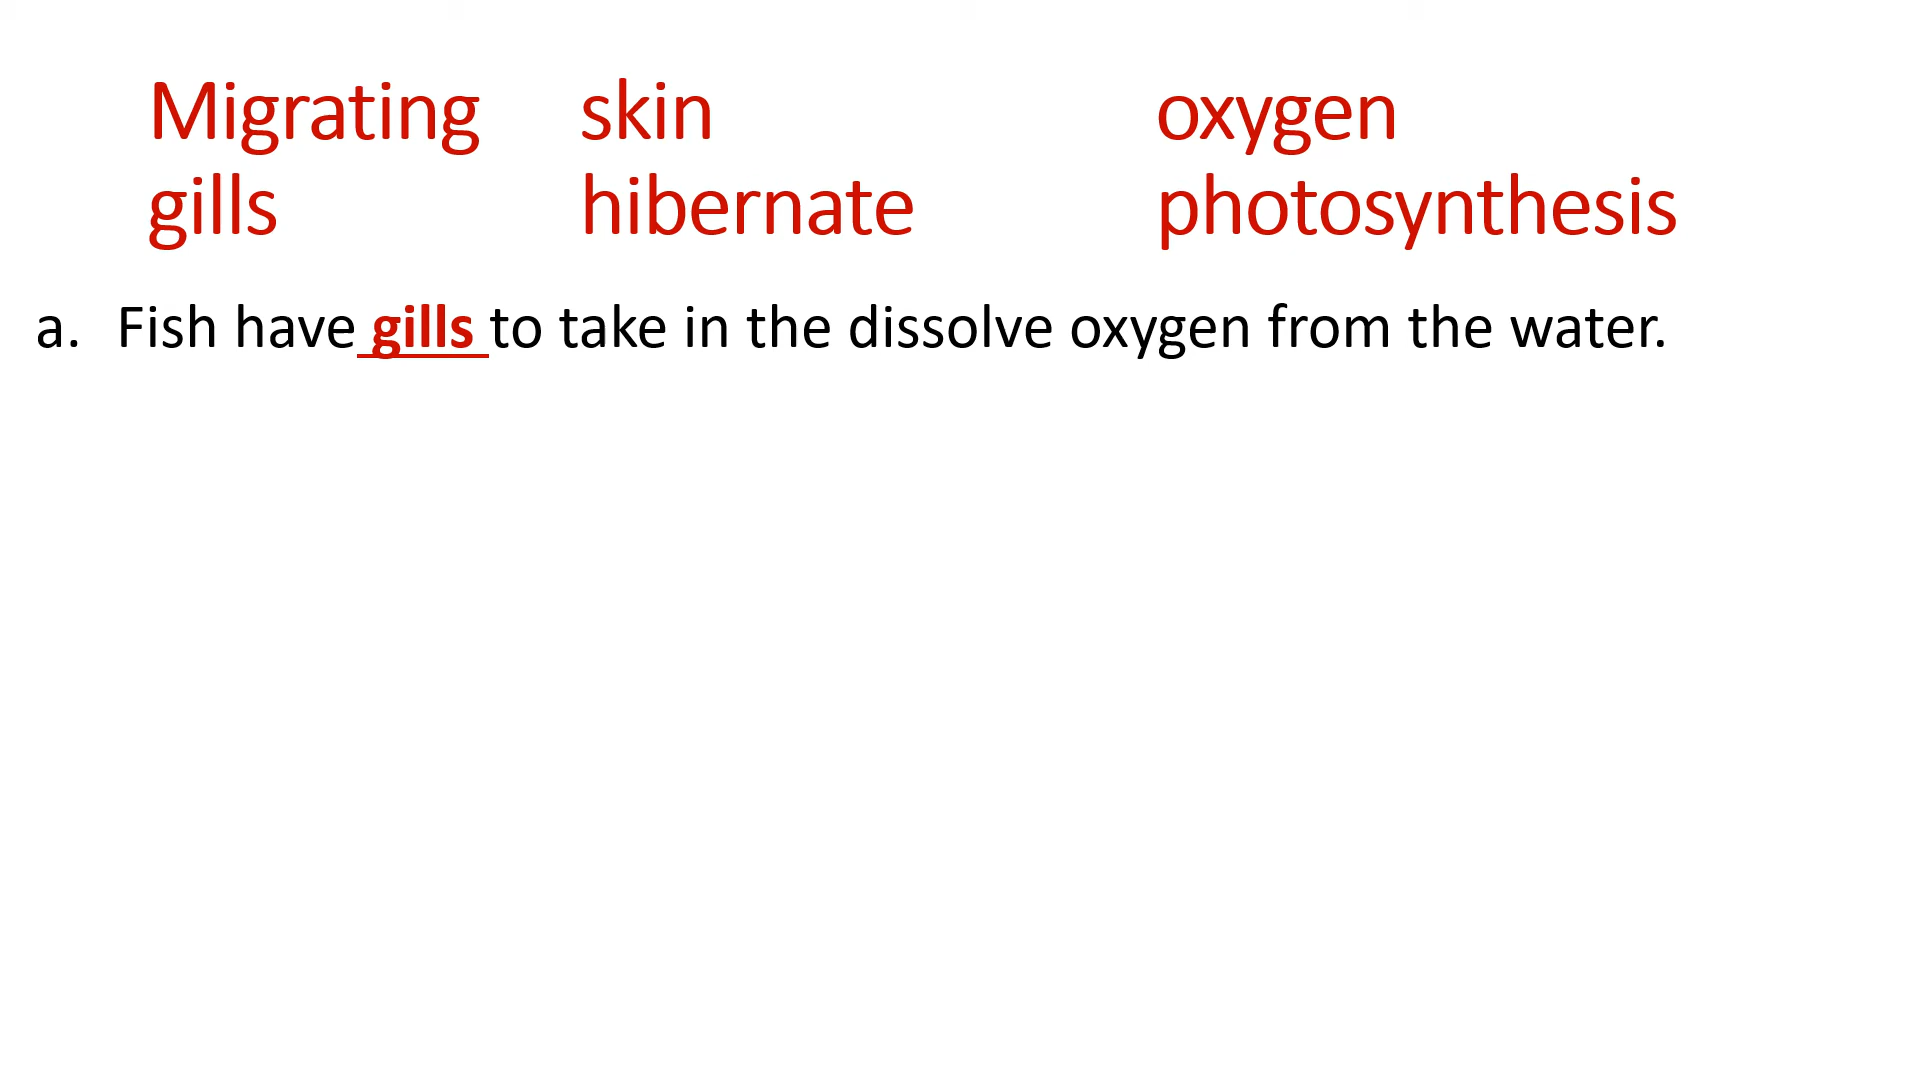 Migrating skin oxygen
gills hibernate photosynthesis
a. Fish have gills to take in the dissolve oxygen from the water.